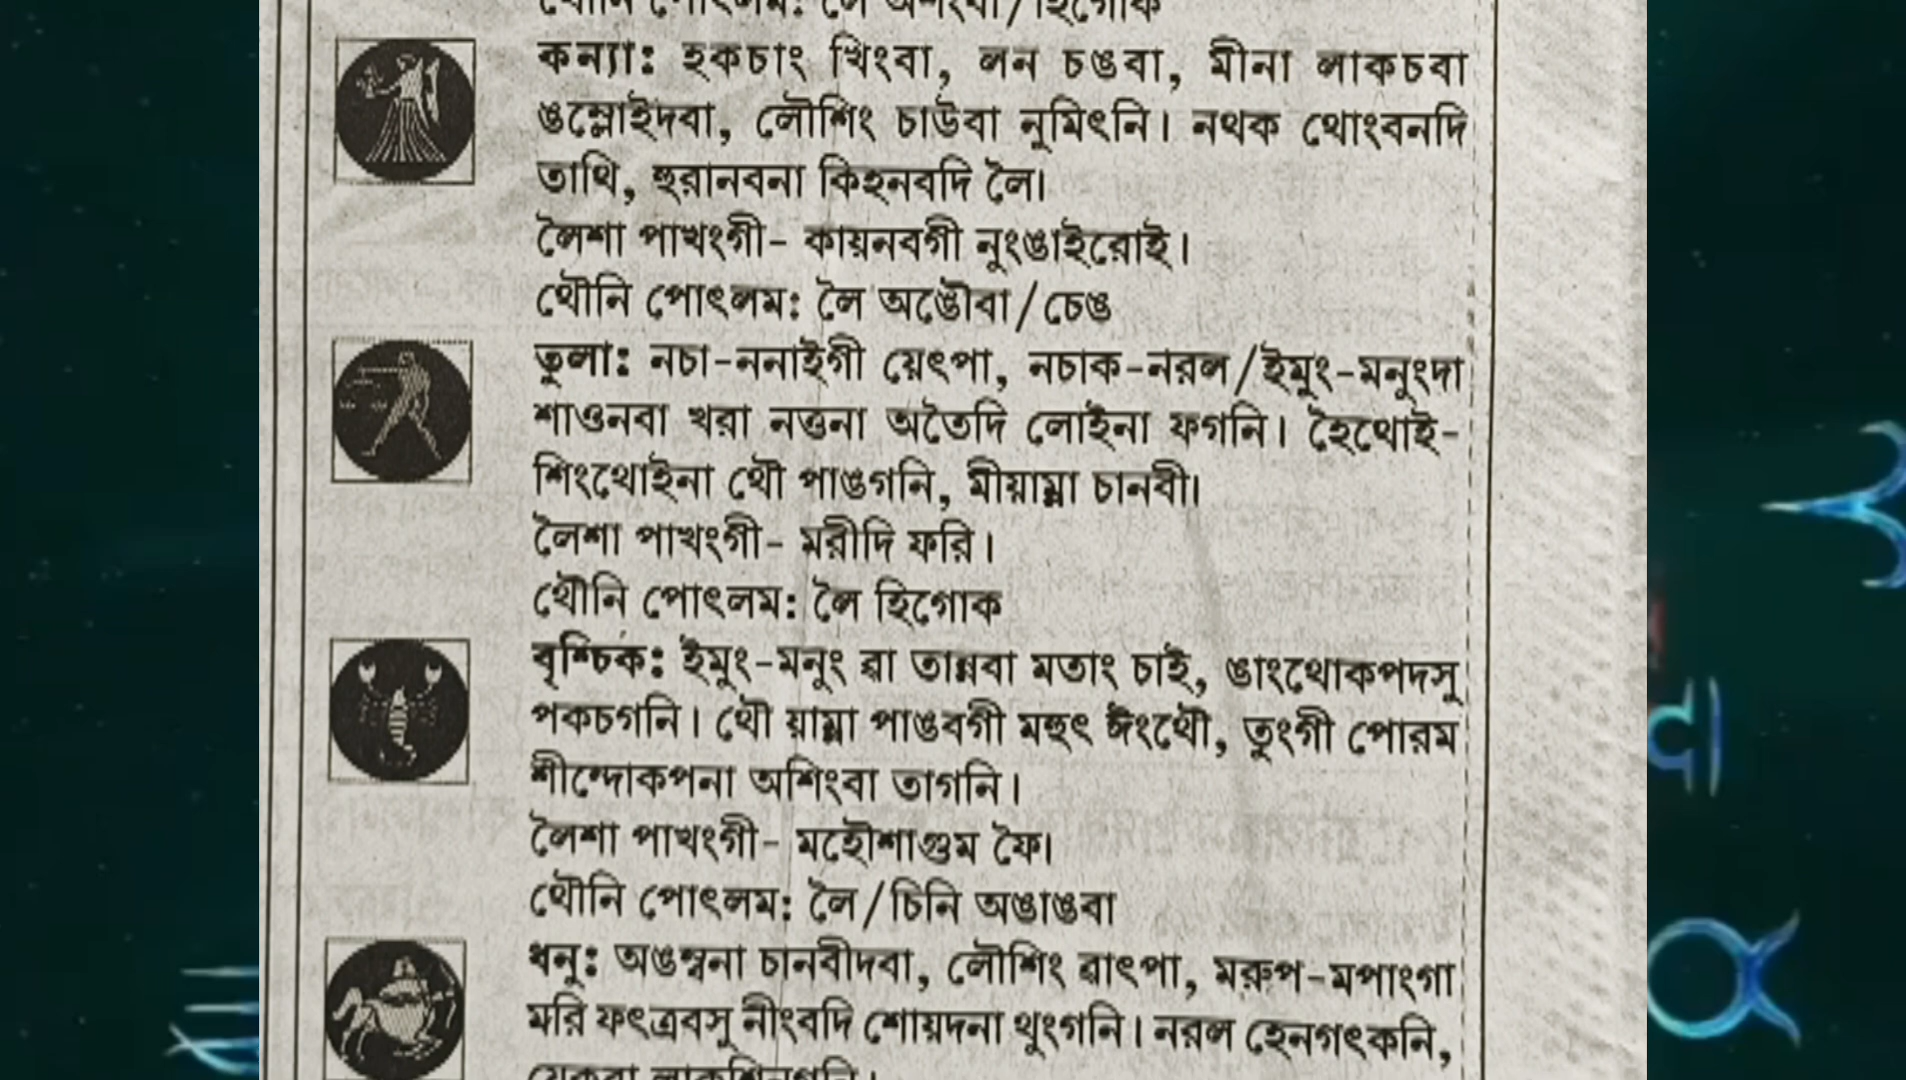 থৌনি পোৎলম: লৈ অশংবা/হিগোক
কন্যা: হকচাং খিংবা, লন চঙবা, মীনা লাকচবা
ঙম্লোইদবা, লৌশিং চাউবা নুমিৎনি। নথক থোংবনদি
তাথি, হুরানবনা কিহনবদি লৈ।
লৈশা পাখংগী- কায়নবগী নুংঙাইরোই।
থৌনি পোৎলম: লৈ অঙৌবা/চেঙ
তুলা: নচা-ননাইগী য়েৎপা, নচাক-নরল/ইমুং-মনুংদা
শাওনবা খরা নত্তনা অতৈদি লোইনা ফগনি। হৈথোই-
শিংথোইনা থৌ পাঙগনি, মীয়াম্না চানবী।
লৈশা পাখংগী- মরীদি ফরি।
থৌনি পোৎলম: লৈ হিগোক
বৃশ্চিক: ইমুং-মনুং ৱা তান্নবা মতাং চাই, ঙাংথোকপদসু
পকচগনি। থৌ য়াম্না পাঙবগী মহুৎ ঈংথৌ, তুংগী পোরম
শীন্দোকপনা অশিংবা তাগনি।
লৈশা পাখংগী- মহৌশাগুম ফৈ।
থৌনি পোৎলম: লৈ/চিনি অঙাঙবা
ধনু: অঙম্বনা চানবীদবা, লৌশিং ৱাৎপা, মরুপ-মপাংগা
মরি ফৎত্রবসু নীংবদি শোয়দনা থুংগনি। নরল হেনগৎকনি,